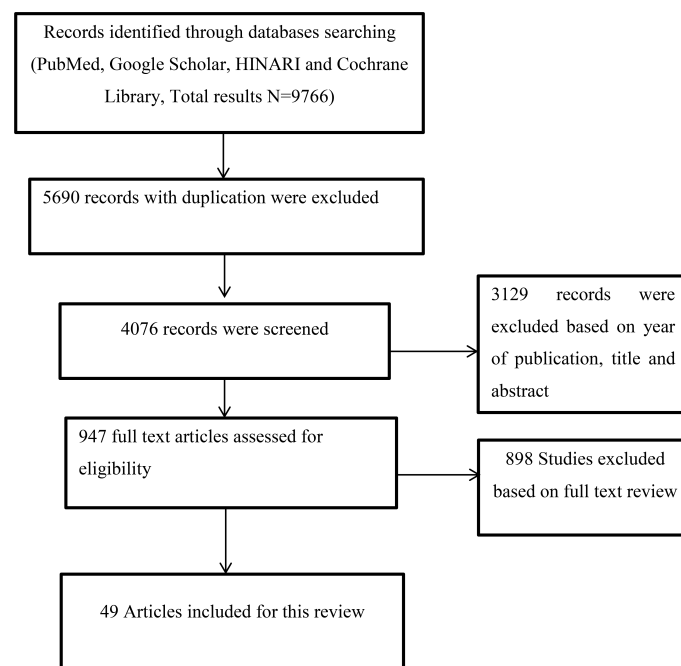 Records identified through databases searching
(PubMed, Google Scholar, HINARI and Cochrane
Library, Total results N=9766)
5690 records with duplication were excluded
4076 records were screened
3129 records were
excluded based on year
of publication, title and
abstract
947 full text articles assessed for
eligibility
898 Studies excluded
based on full text review
49 Articles included for this review